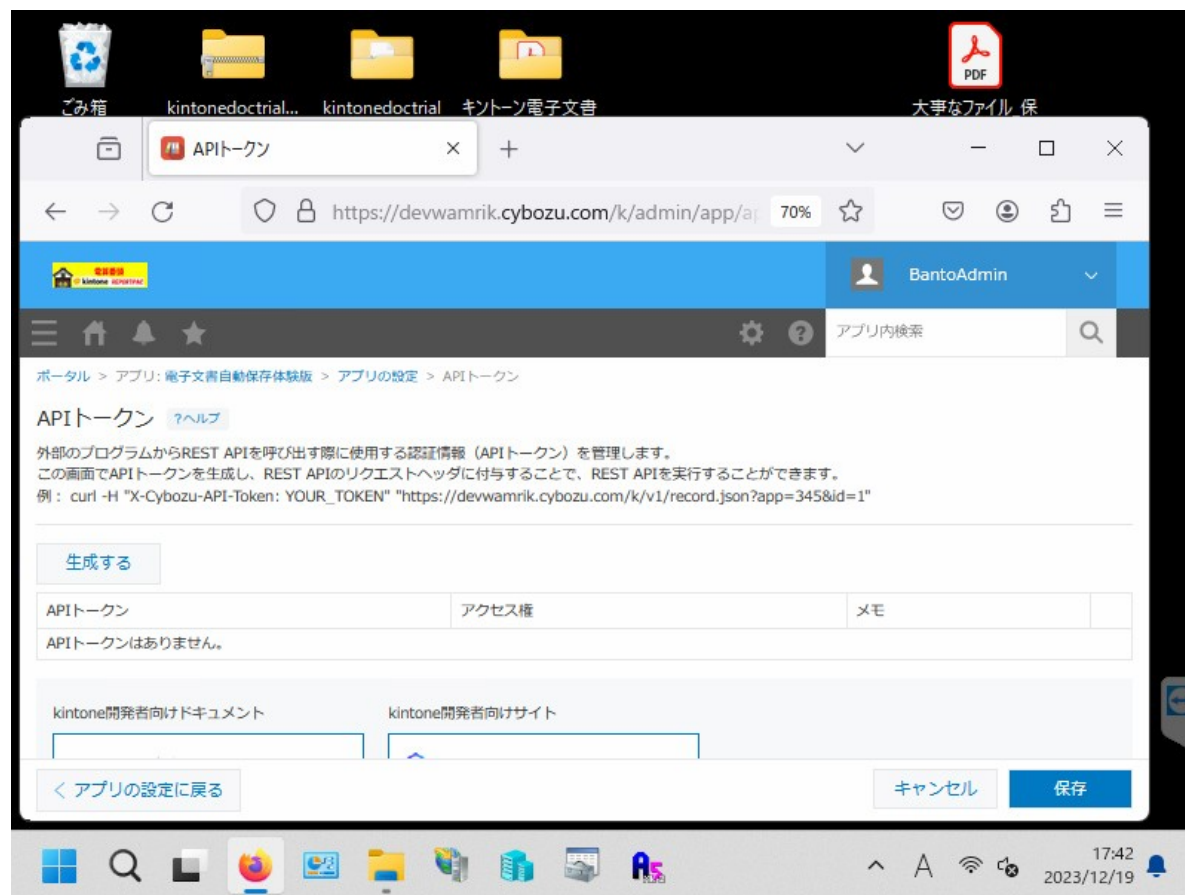 PDF
ごみ箱
kintonedoctrial...
kintonedoctrial
キントーン電子文書
大事なファイル_保
APIトークン
https://devwamrik.cybozu.com/k/admin/app/ap
70%
電算番頭
kintone REPORTPAC
BantoAdmin
アプリ内検索
ポータル > アプリ: 電子文書自動保存体験版 > アプリの設定 > APIトークン
APIトークン ?ヘルプ
外部のプログラムからREST APIを呼び出す際に使用する認証情報（APIトークン）を管理します。
この画面でAPIトークンを生成し、REST APIのリクエストヘッダに付与することで、REST APIを実行することができます。
例： curl -H "X-Cybozu-API-Token: YOUR_TOKEN" "https://devwamrik.cybozu.com/k/v1/record.json?app=345&id=1"
生成する
APIトークン アクセス権 メモ
APIトークンはありません。
kintone開発者向けドキュメント
kintone開発者向けサイト
< アプリの設定に戻る
キャンセル
保存
A
17:42
2023/12/19